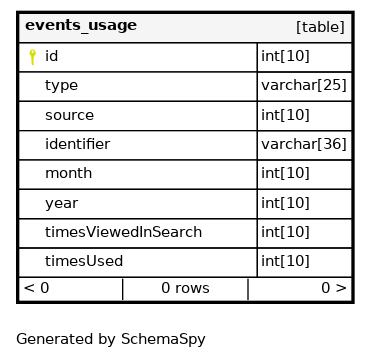 events_usage [table]
id int[10]
type varchar[25]
source int[10]
identifier varchar[36]
month int[10]
year int[10]
timesViewedInSearch int[10]
timesUsed int[10]
< 0 0 rows 0 >
Generated by SchemaSpy